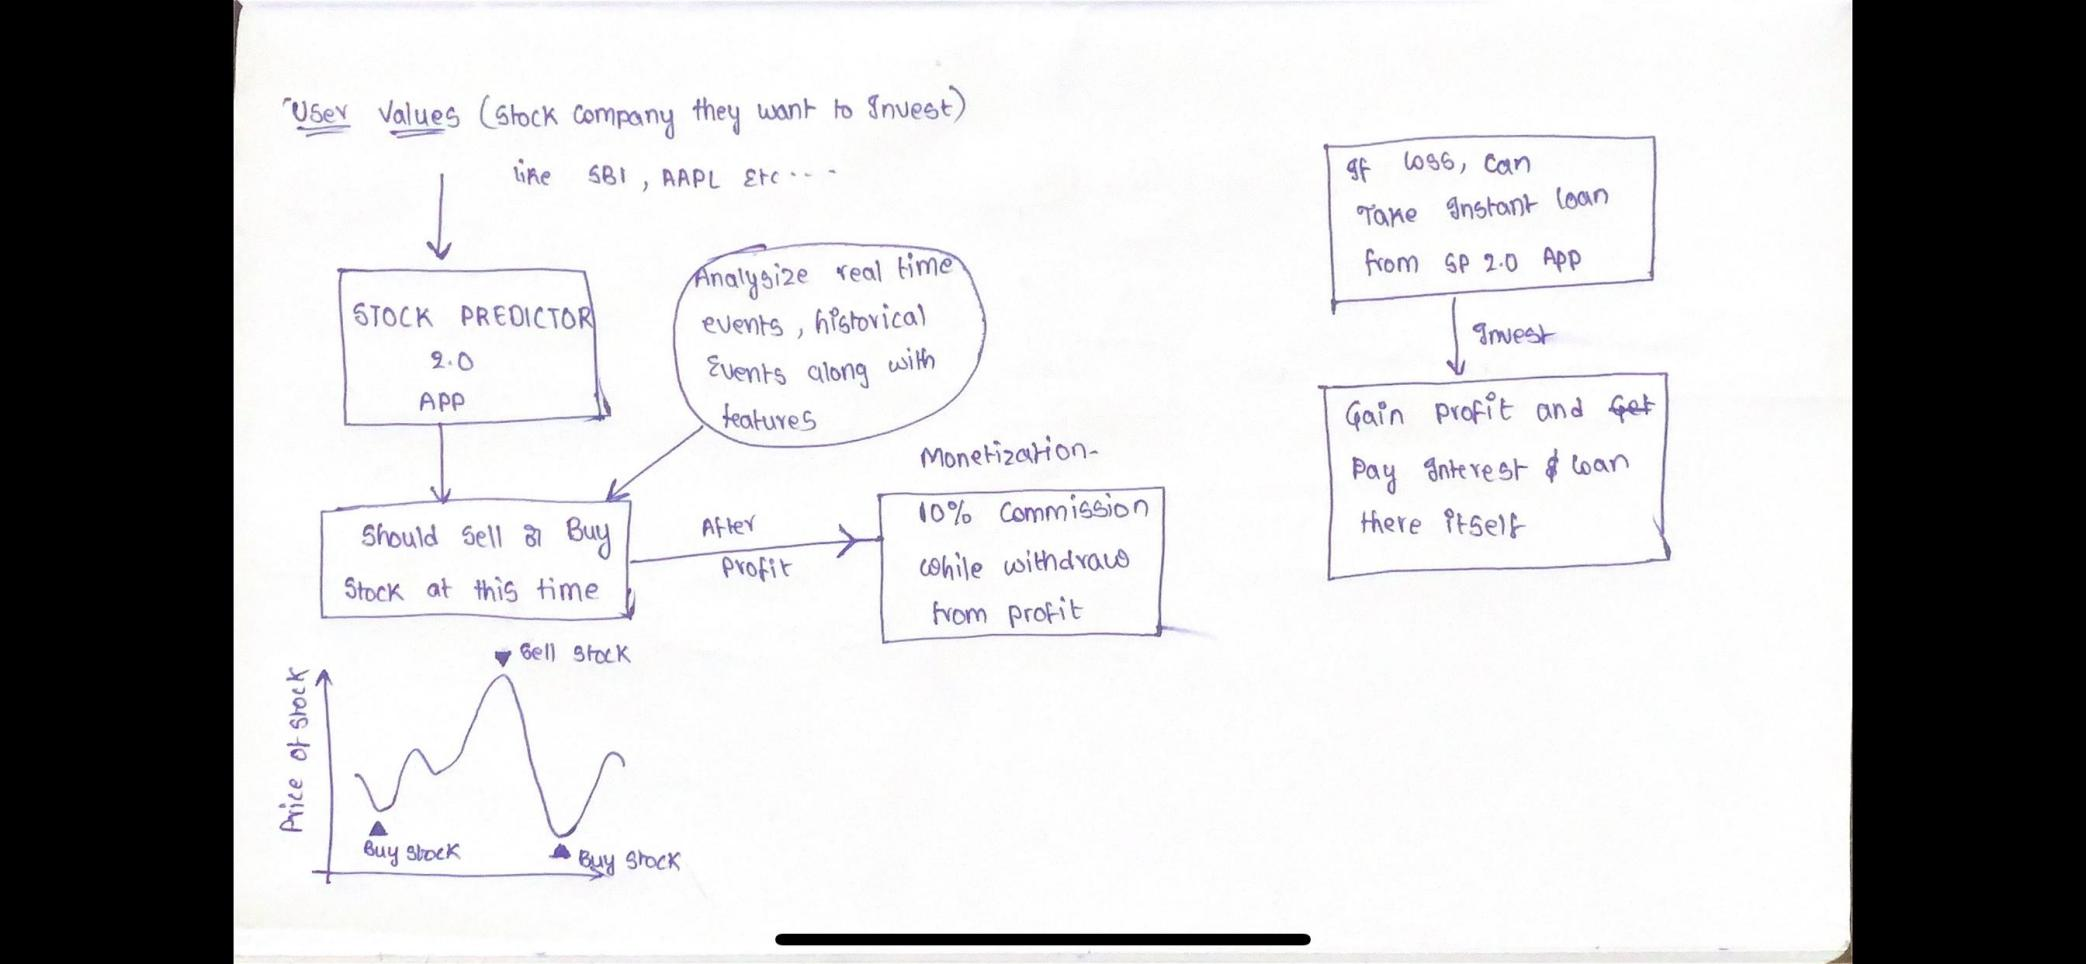 User Values (Stock Company they want to Invest)
like SBI, AAPL Etc....
STOCK PREDICTOR
2.0
APP
Analysize real time
events, historical
Events along with
features
Should Sell or Buy
Stock at this time
After
Profit
Monetization-
10% Commission
while withdraw
from profit
Sell Stock
Price of stock
Buy Stock
Buy Stock
If loss, Can
Take Instant loan
from SP 2.0 App
Invest
Gain Profit and Get
Pay Interest & loan
there itself